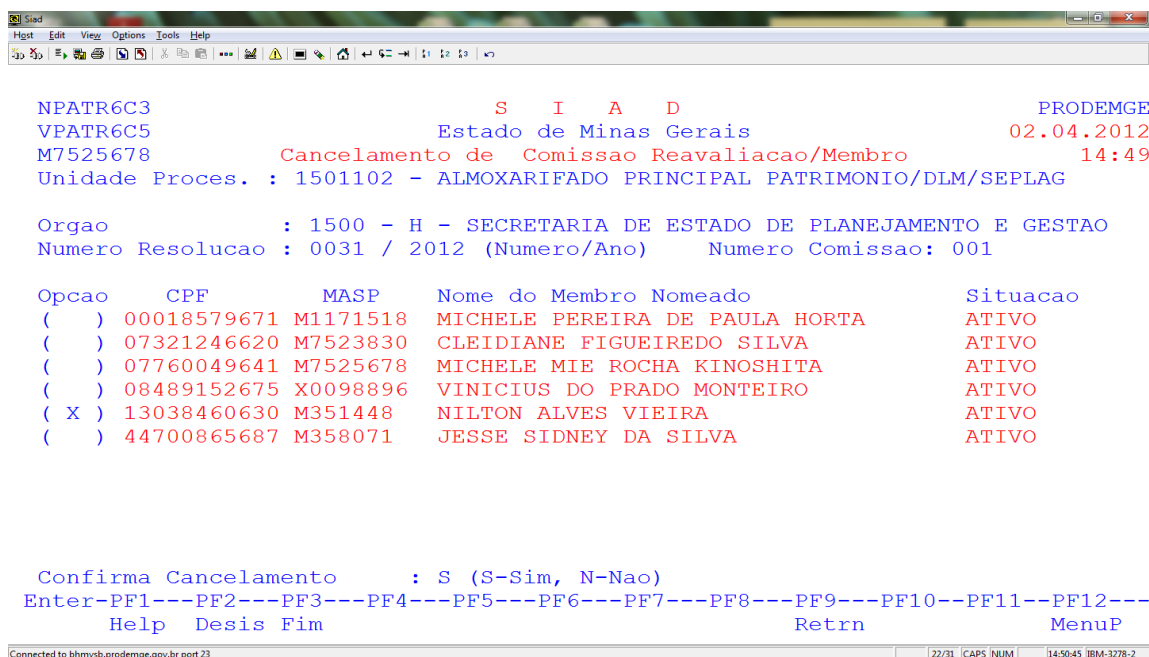 Siad
Host Edit View Options Tools Help
NPATR6C3 S I A D PRODEMGE
VPATR6C5 Estado de Minas Gerais 02.04.2012
M7525678 Cancelamento de Comissao Reavaliacao/Membro 14:49
Unidade Proces. : 1501102 - ALMOXARIFADO PRINCIPAL PATRIMONIO/DLM/SEPLAG
Orgao : 1500 - H - SECRETARIA DE ESTADO DE PLANEJAMENTO E GESTAO
Numero Resolucao : 0031 / 2012 (Numero/Ano) Numero Comissao: 001
Opcao CPF MASP Nome do Membro Nomeado Situacao
( ) 00018579671 M1171518 MICHELE PEREIRA DE PAULA HORTA ATIVO
( ) 07321246620 M7523830 CLEIDIANE FIGUEIREDO SILVA ATIVO
( ) 07760049641 M7525678 MICHELE MIE ROCHA KINOSHITA ATIVO
( ) 08489152675 X0098896 VINICIUS DO PRADO MONTEIRO ATIVO
( X ) 13038460630 M351448 NILTON ALVES VIEIRA ATIVO
( ) 44700865687 M358071 JESSE SIDNEY DA SILVA ATIVO
Confirma Cancelamento : S (S-Sim, N-Nao)
Enter-PF1---PF2---PF3---PF4---PF5---PF6---PF7---PF8---PF9---PF10--PF11--PF12---
Help Desis Fim Retrn MenuP
Connected to bhmvsb.prodemge.gov.br port 23 22/31 CAPS NUM 14:50:45 IBM-3278-2